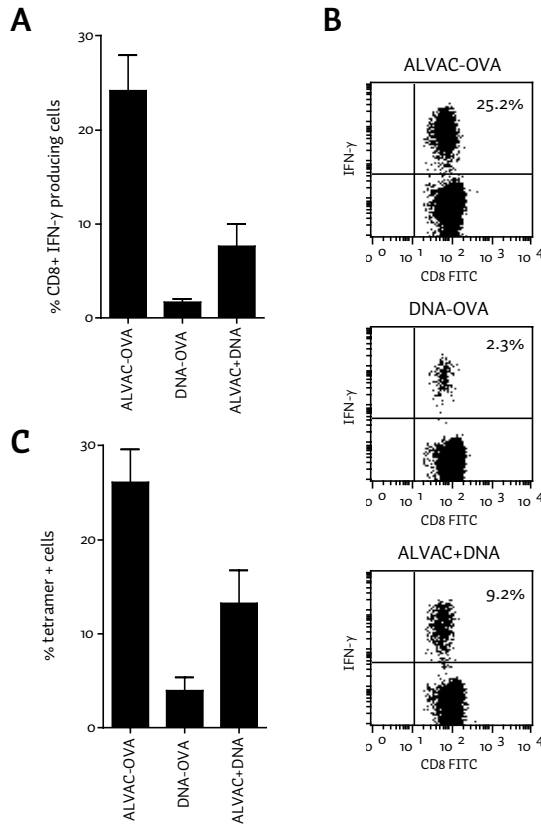 A
30
20
10
0
% CD8+ IFN-γ producing cells
ALVAC-OVA
DNA-OVA
ALVAC+DNA
B
ALVAC-OVA
25.2%
IFN-γ
0 10¹ 10² 10³ 10⁴
CD8 FITC
DNA-OVA
2.3%
IFN-γ
0 10¹ 10² 10³ 10⁴
CD8 FITC
ALVAC+DNA
9.2%
IFN-γ
0 10¹ 10² 10³ 10⁴
CD8 FITC
C
30
20
10
0
% tetramer + cells
ALVAC-OVA
DNA-OVA
ALVAC+DNA